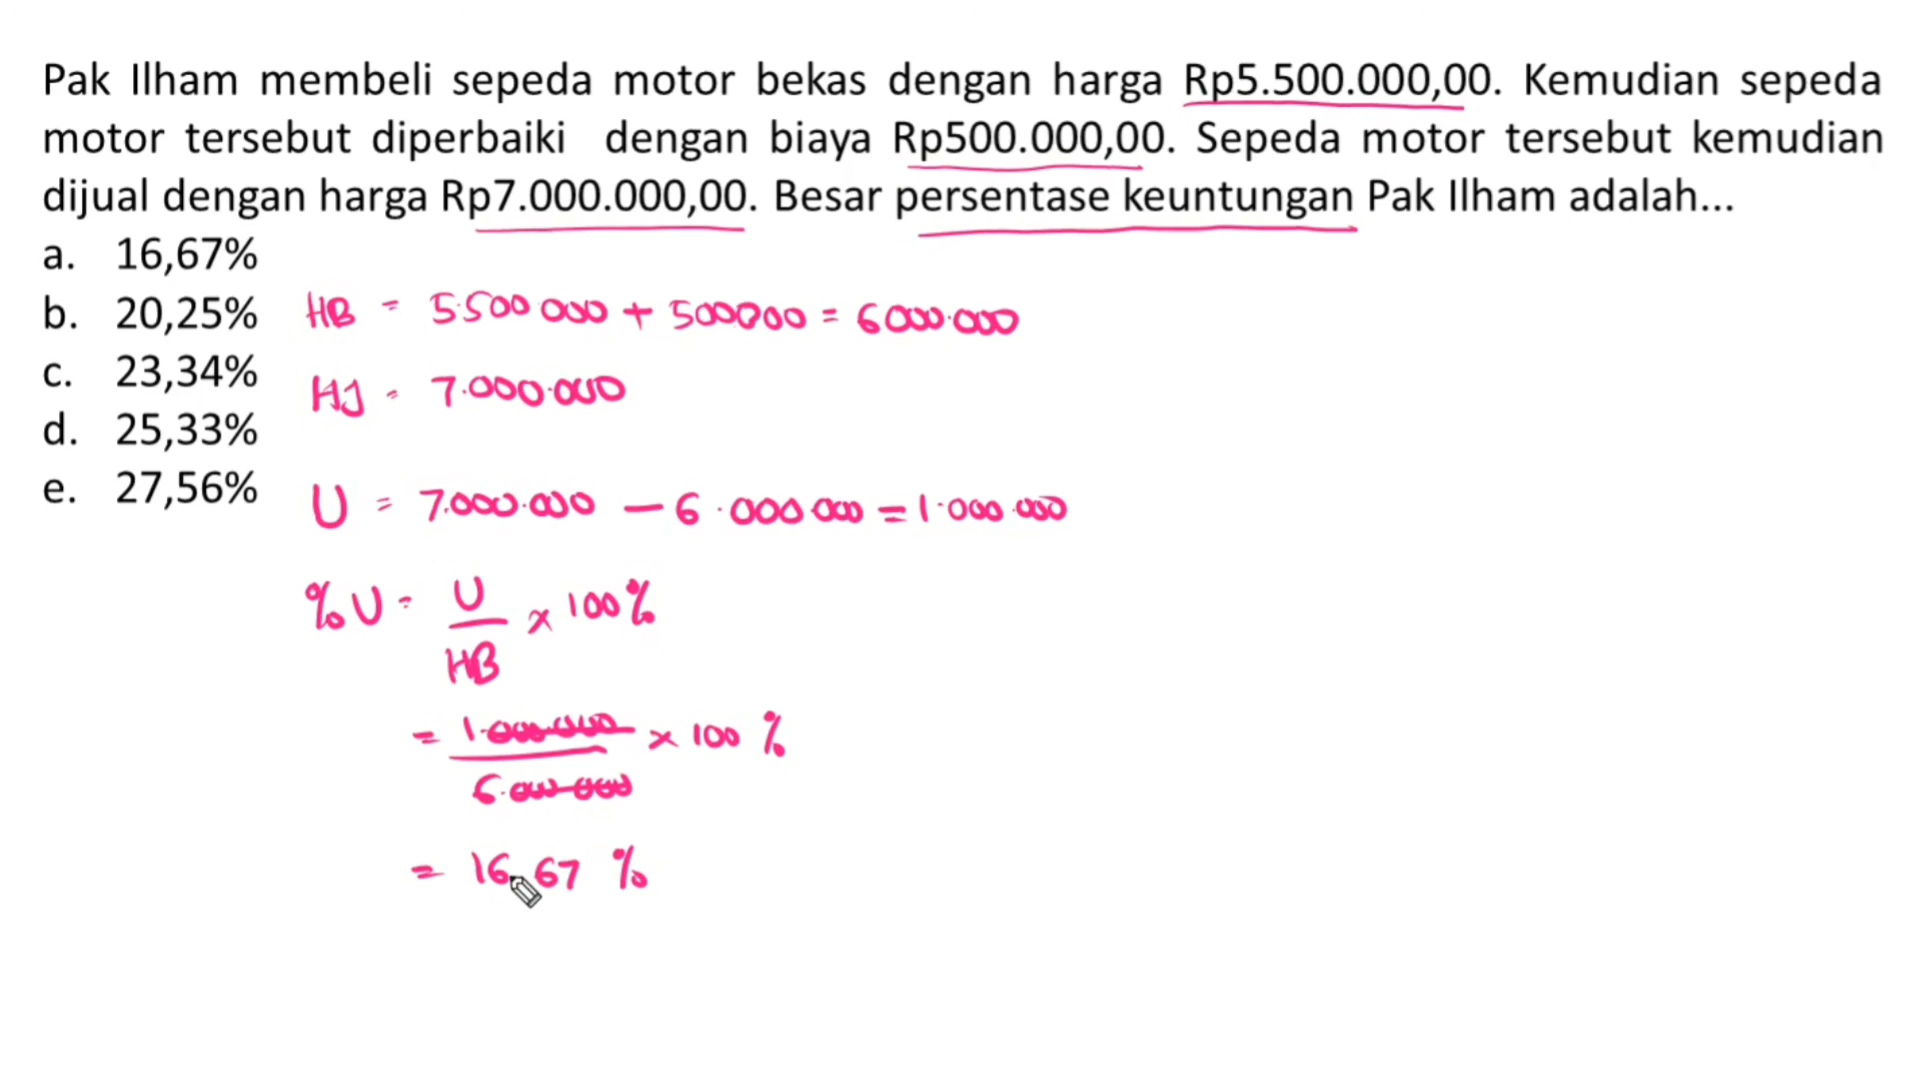 Pak Ilham membeli sepeda motor bekas dengan harga Rp5.500.000,00. Kemudian sepeda
motor tersebut diperbaiki dengan biaya Rp500.000,00. Sepeda motor tersebut kemudian
dijual dengan harga Rp7.000.000,00. Besar persentase keuntungan Pak Ilham adalah...
a. 16,67%
b. 20,25%
c. 23,34%
d. 25,33%
e. 27,56%
HB = 5.500 000 + 500000 = 6000.000
HJ = 7.000.000
U = 7.000.000 - 6.000 000 = 1.000.000
%U = U/HB x 100%
= 1.000.000/6.000 000 x 100 %
= 16,67 %